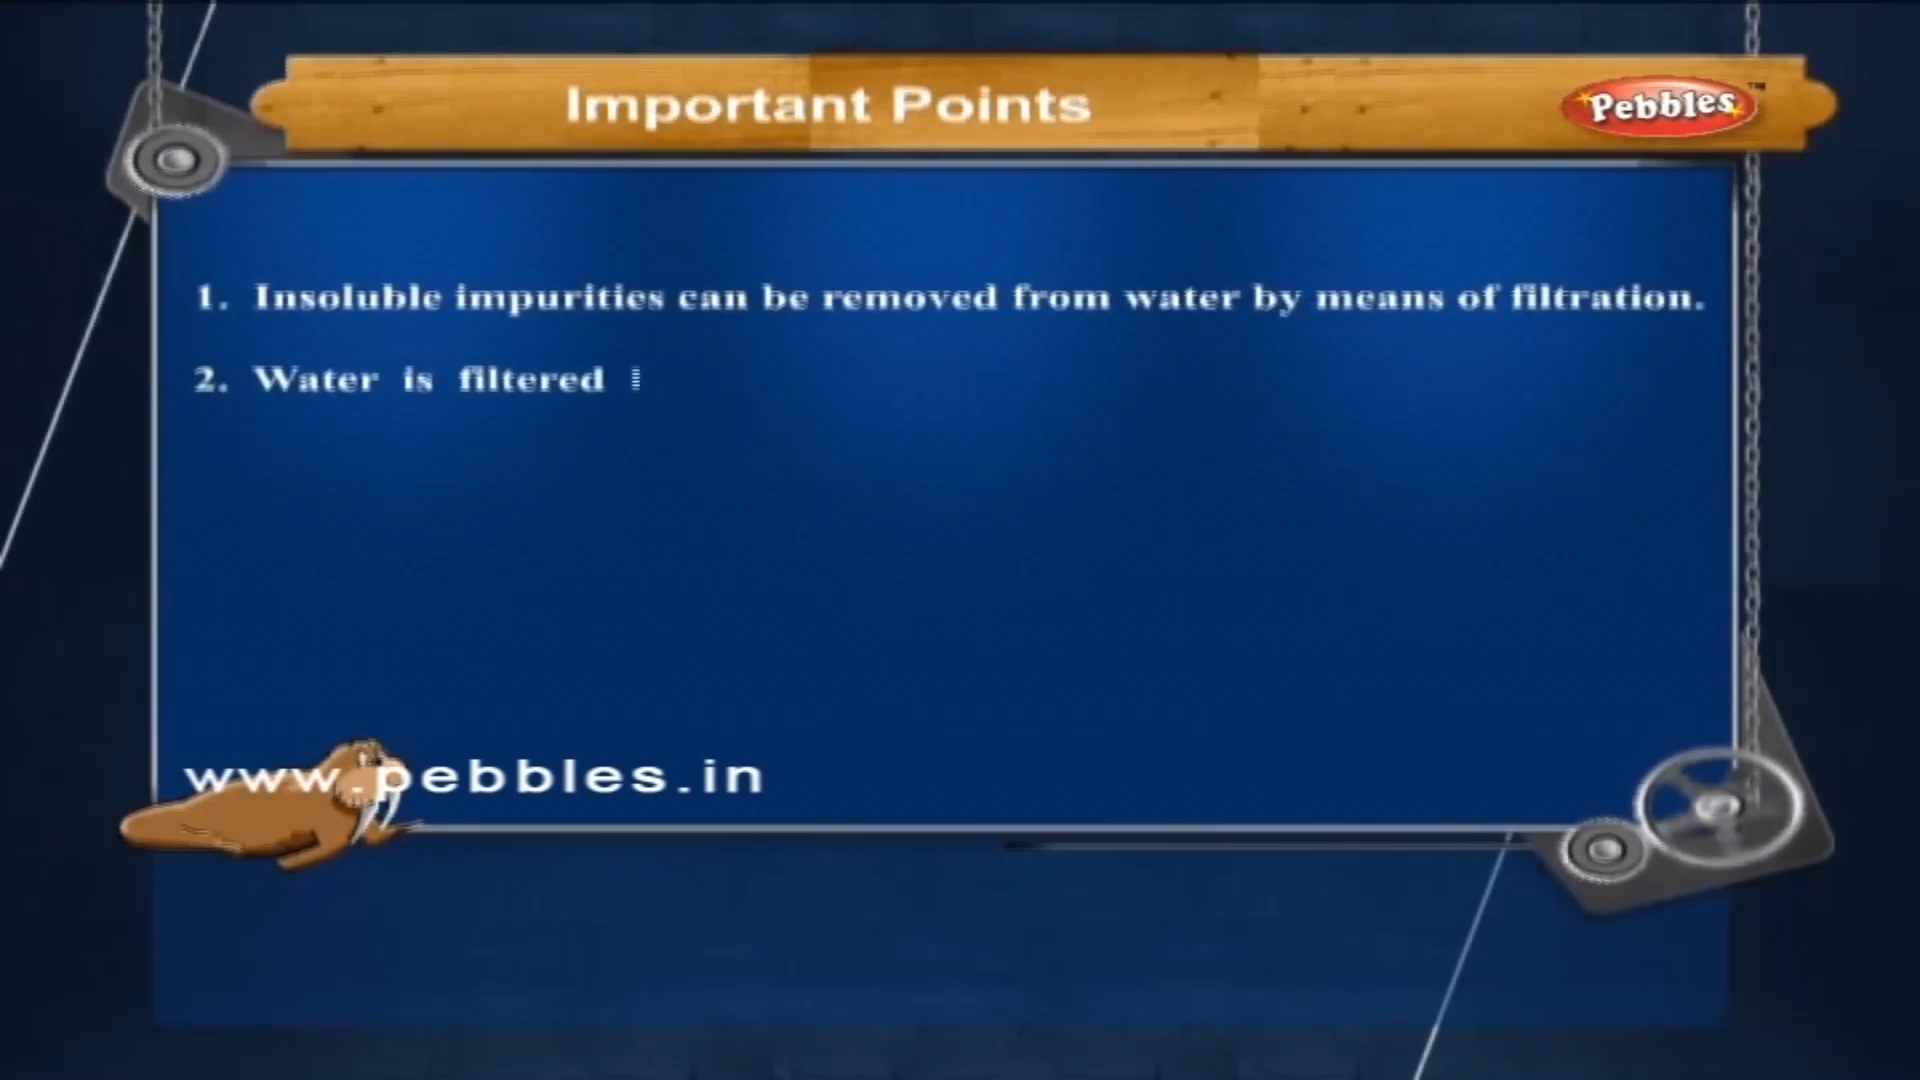 Important Points
Pebbles™
1. Insoluble impurities can be removed from water by means of filtration.
2. Water is filtered
www.pebbles.in